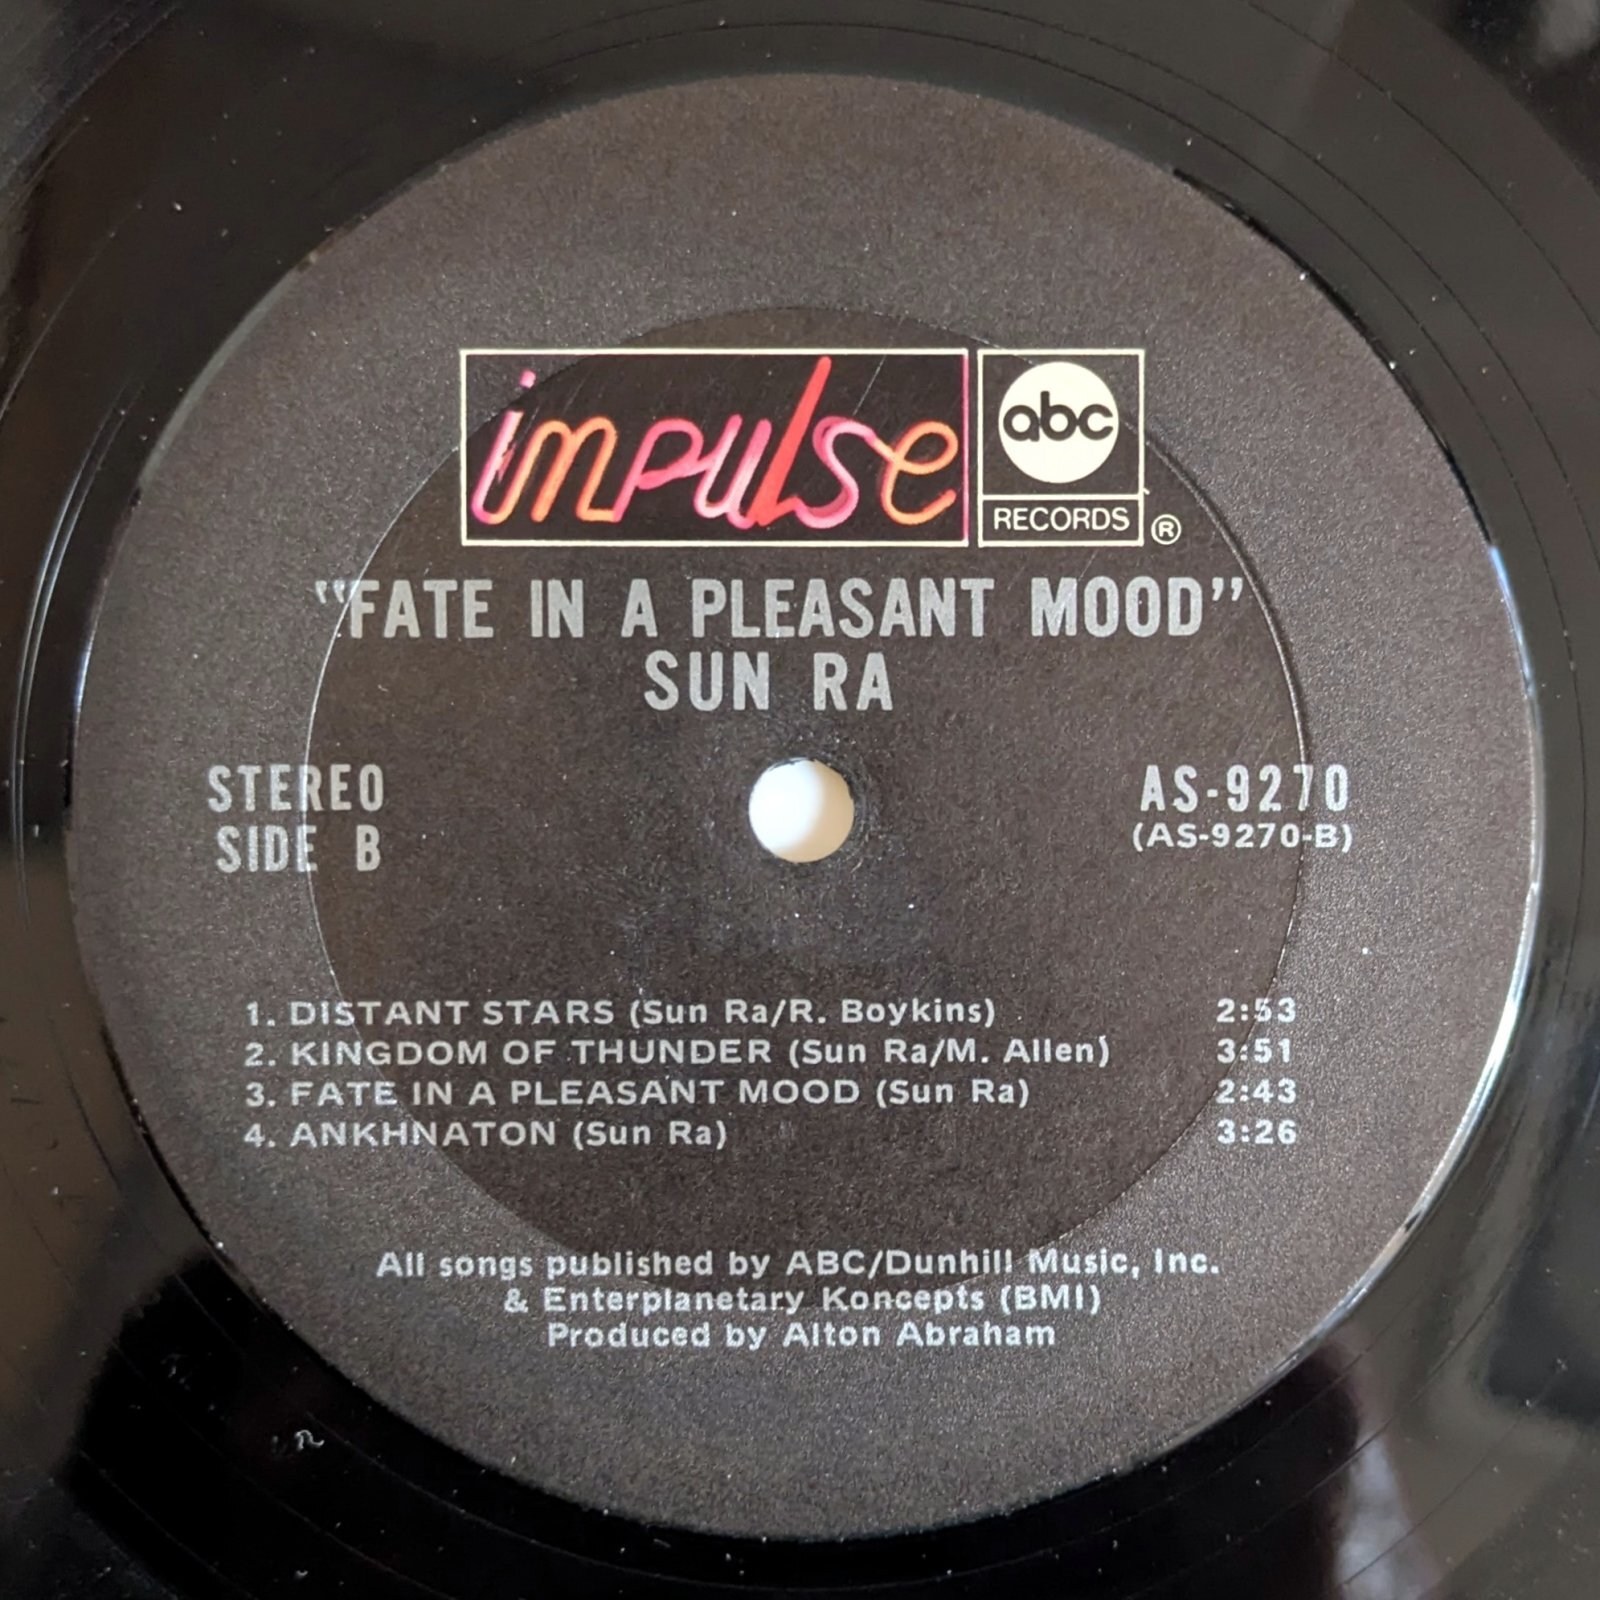 impulse
abc
RECORDS ®
"FATE IN A PLEASANT MOOD"
SUN RA
STEREO
SIDE B
AS-9270
(AS-9270-B)
1. DISTANT STARS (Sun Ra/R. Boykins) 2:53
2. KINGDOM OF THUNDER (Sun Ra/M. Allen) 3:51
3. FATE IN A PLEASANT MOOD (Sun Ra) 2:43
4. ANKHNATON (Sun Ra) 3:26
All songs published by ABC/Dunhill Music, Inc.
& Enterplanetary Koncepts (BMI)
Produced by Alton Abraham